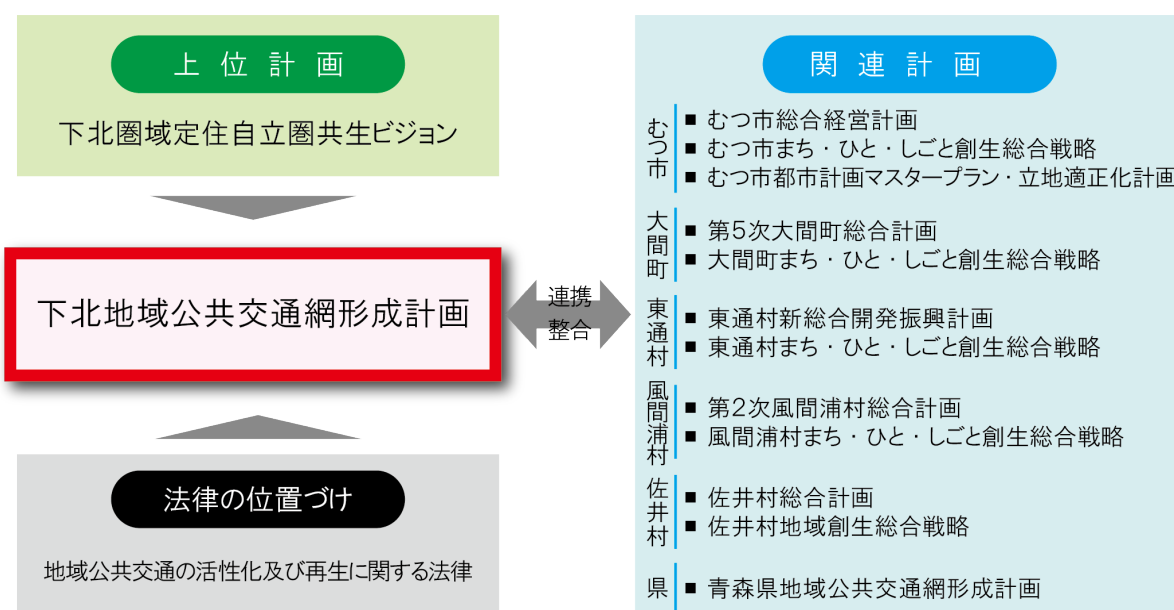 上位計画
下北圏域定住自立圏共生ビジョン
下北地域公共交通網形成計画
法律の位置づけ
地域公共交通の活性化及び再生に関する法律
連携
整合
関連計画
むつ市
■ むつ市総合経営計画
■ むつ市まち・ひと・しごと創生総合戦略
■ むつ市都市計画マスタープラン・立地適正化計画
大間町
■ 第5次大間町総合計画
■ 大間町まち・ひと・しごと創生総合戦略
東通村
■ 東通村新総合開発振興計画
■ 東通村まち・ひと・しごと創生総合戦略
風間浦村
■ 第2次風間浦村総合計画
■ 風間浦村まち・ひと・しごと創生総合戦略
佐井村
■ 佐井村総合計画
■ 佐井村地域創生総合戦略
県
■ 青森県地域公共交通網形成計画